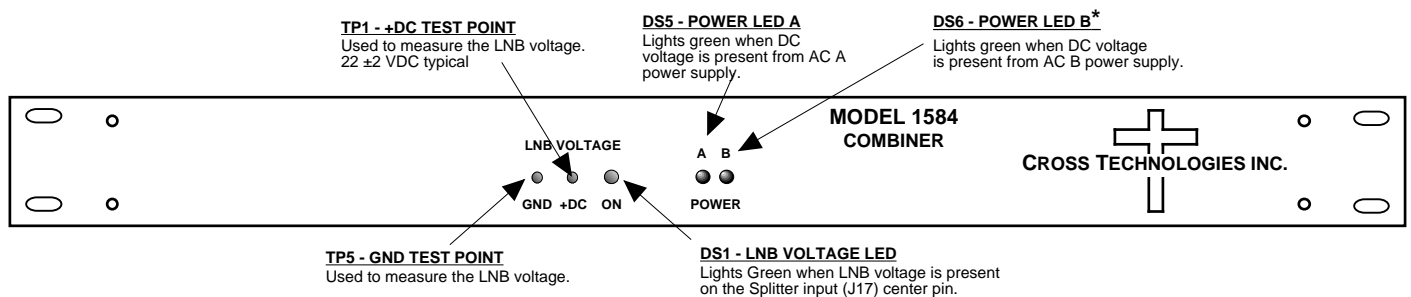 TP1 - +DC TEST POINT
Used to measure the LNB voltage.
22 ±2 VDC typical
DS5 - POWER LED A
Lights green when DC
voltage is present from AC A
power supply.
DS6 - POWER LED B*
Lights green when DC voltage
is present from AC B power supply.
MODEL 1584
COMBINER
LNB VOLTAGE
A B
CROSS TECHNOLOGIES INC.
GND +DC ON
POWER
TP5 - GND TEST POINT
Used to measure the LNB voltage.
DS1 - LNB VOLTAGE LED
Lights Green when LNB voltage is present
on the Splitter input (J17) center pin.